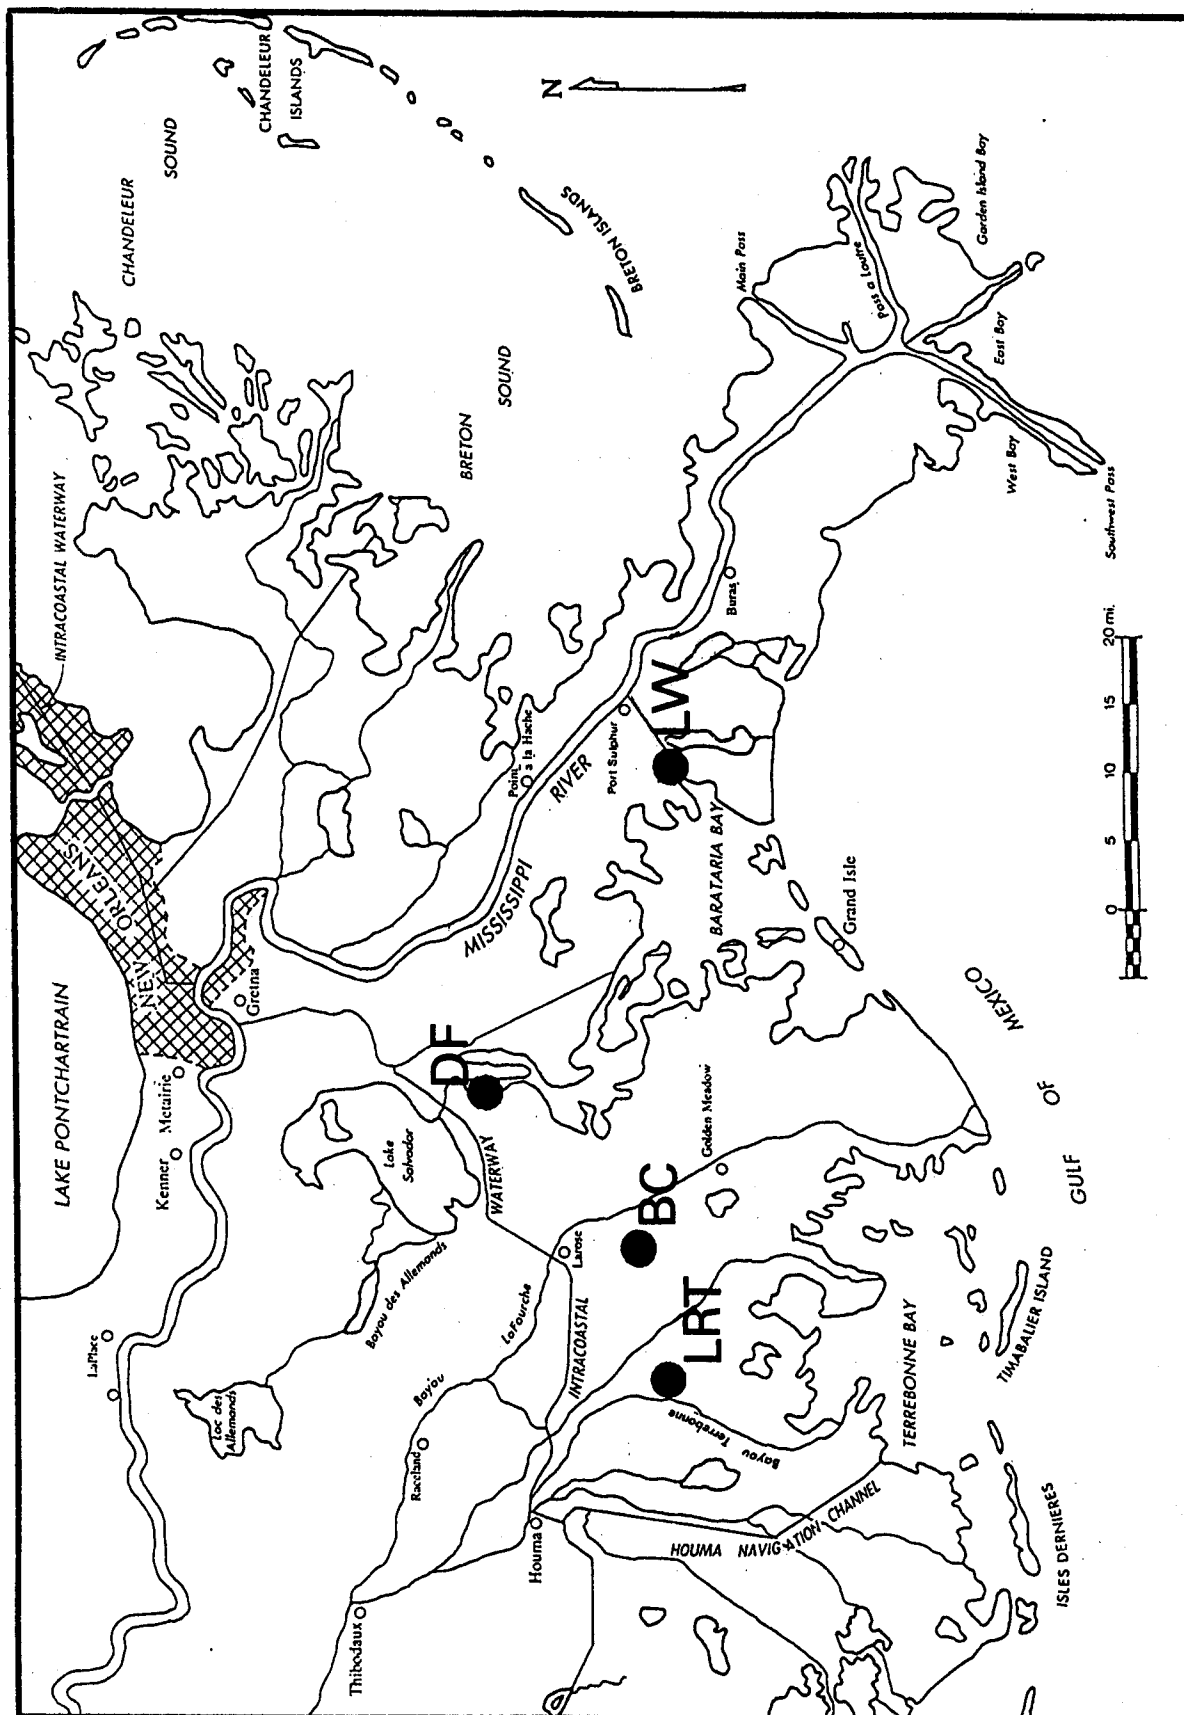 LAKE PONTCHARTRAIN
NEW ORLEANS
INTRACOASTAL WATERWAY
CHANDELEUR
SOUND
CHANDELEUR
ISLANDS
N
LaPlace
Kenner
Metairie
Gretna
Lac des
Allemands
Bayou des Allemands
Lake
Salvador
DF
BRETON
SOUND
BRETON ISLANDS
Thibodaux
Raceland
Bayou
LaFourche
Larose
INTRACOASTAL
WATERWAY
MISSISSIPPI
RIVER
Point
a la Hache
Port Sulphur
LW
Buras
Main Pass
Pass a Loutre
Garden Island Bay
East Bay
West Bay
Southwest Pass
Houma
LRT
BC
Golden Meadow
BARATARIA BAY
Grand Isle
Bayou Terrebonne
HOUMA NAVIGATION CHANNEL
TERREBONNE BAY
TIMABALIER ISLAND
ISLES DERNIERES
GULF
OF
MEXICO
0 5 10 15 20 mi.